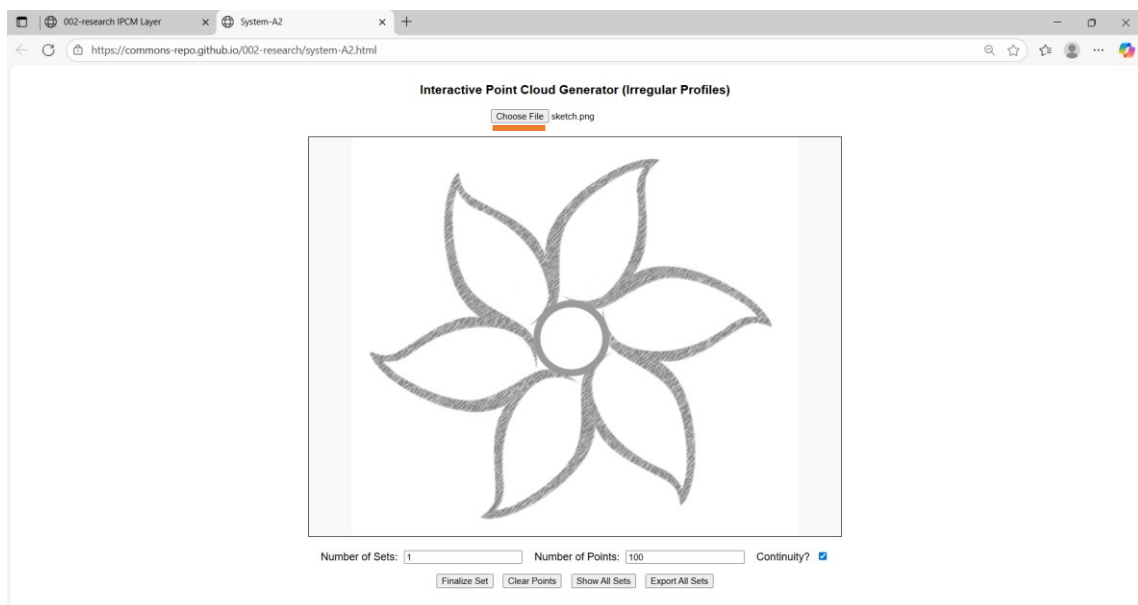 002-research IPCM Layer
System-A2
https://commons-repo.github.io/002-research/system-A2.html
Interactive Point Cloud Generator (Irregular Profiles)
Choose File sketch.png
Number of Sets: 1 Number of Points: 100 Continuity?
Finalize Set Clear Points Show All Sets Export All Sets